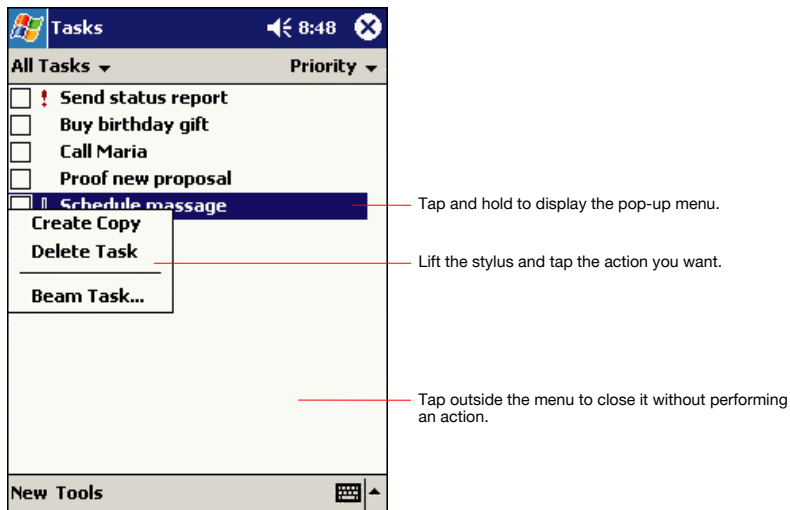 Tasks 8:48
All Tasks Priority
! Send status report
Buy birthday gift
Call Maria
Proof new proposal
Schedule massage
Create Copy
Delete Task
Beam Task...
New Tools
Tap and hold to display the pop-up menu.
Lift the stylus and tap the action you want.
Tap outside the menu to close it without performing
an action.